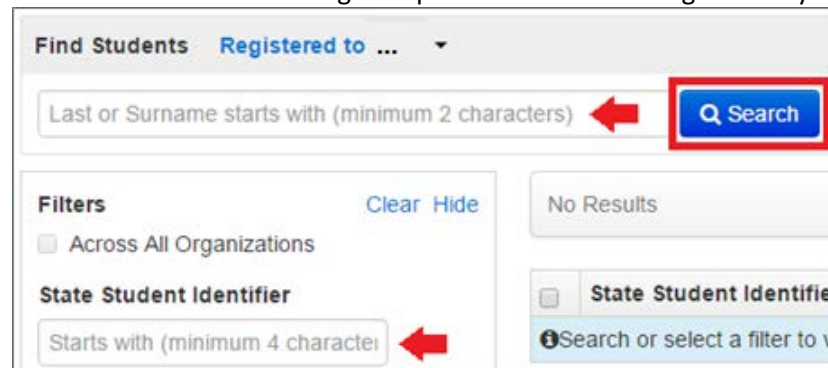 Find Students Registered to ...
Last or Surname starts with (minimum 2 characters)
Search
Filters Clear Hide
Across All Organizations
State Student Identifier
Starts with (minimum 4 character
No Results
State Student Identifie
Search or select a filter to v